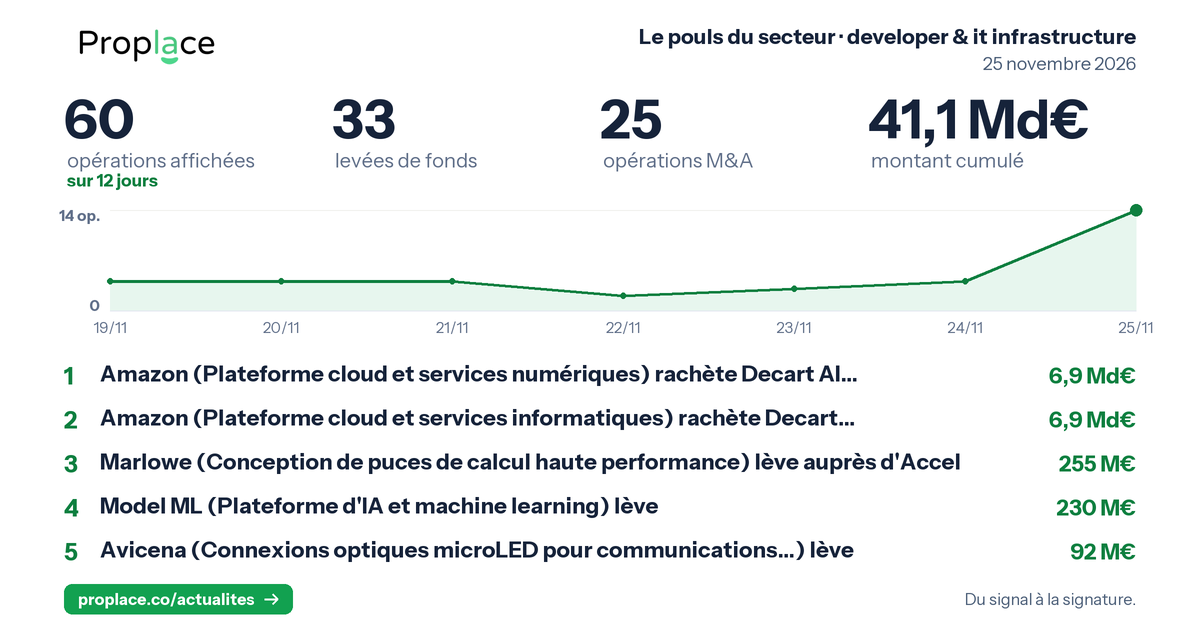 Proplace
Le pouls du secteur · developer & it infrastructure
25 novembre 2026
60
33
25
41,1 Md€
opérations affichées
levées de fonds
opérations M&A
montant cumulé
sur 12 jours
14 op.
0
19/11
20/11
21/11
22/11
23/11
24/11
25/11
1 Amazon (Plateforme cloud et services numériques) rachète Decart AI... 6,9 Md€
2 Amazon (Plateforme cloud et services informatiques) rachète Decart... 6,9 Md€
3 Marlowe (Conception de puces de calcul haute performance) lève auprès d'Accel 255 M€
4 Model ML (Plateforme d'IA et machine learning) lève 230 M€
5 Avicena (Connexions optiques microLED pour communications...) lève 92 M€
proplace.co/actualites →
Du signal à la signature.